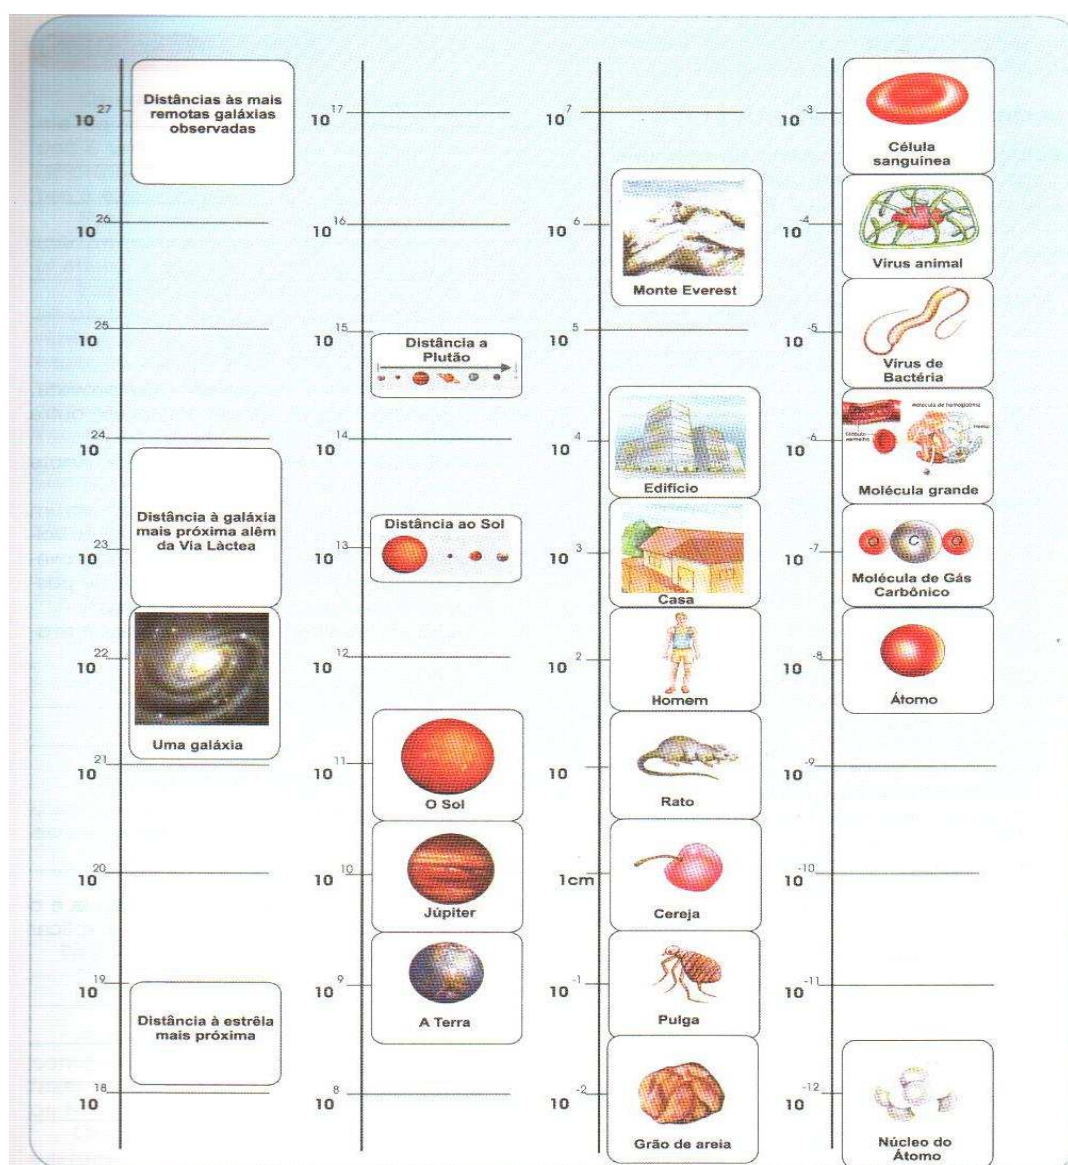 10 27
Distâncias às mais
remotas galáxias
observadas
10 26
10 25
10 24
Distância à galáxia
mais próxima além
da Via Làctea
10 23
10 22
Uma galáxia
10 21
10 20
10 19
Distância à estrêla
mais próxima
10 18
10 17
10 16
10 15
Distância a
Plutão
10 14
Distância ao Sol
10 13
10 12
10 11
O Sol
10 10
Júpiter
10 9
A Terra
10 8
10 7
10 6
Monte Everest
10 5
10 4
Edifício
10 3
Casa
10 2
Homem
10
Rato
1cm
Cereja
10 -1
Pulga
10 -2
Grão de areia
10 -3
Célula
sanguínea
10 -4
Virus animal
10 -5
Vírus de
Bactéria
10 -6
Molécula grande
10 -7
O C O
Molécula de Gás
Carbônico
10 -8
Átomo
10 -9
10 -10
10 -11
10 -12
Núcleo do
Átomo